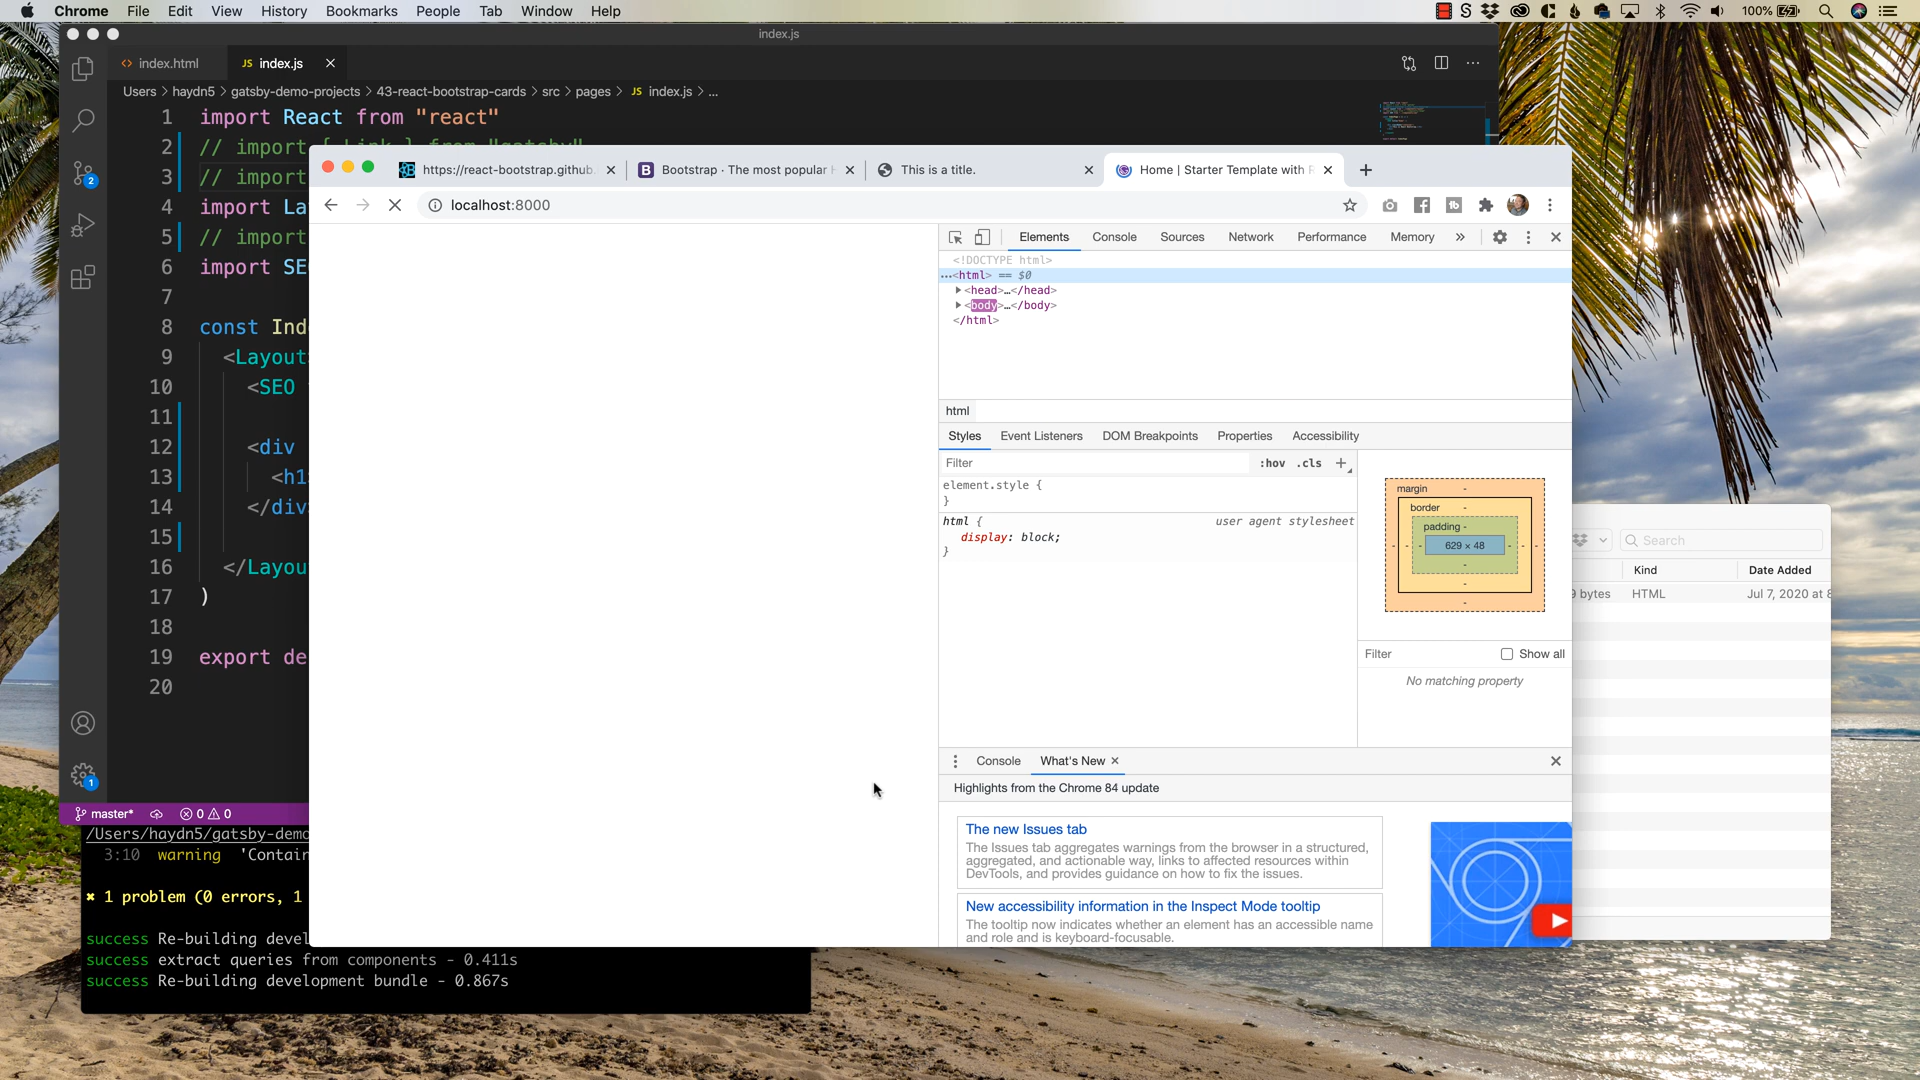 Chrome File Edit View History Bookmarks People Tab Window Help 100%
index.js
index.html JS index.js
Users > haydn5 > gatsby-demo-projects > 43-react-bootstrap-cards > src > pages > JS index.js > ...
1 import React from "react"
2 // import { Link } from "gatsby"
3 // import
4 import La
5 // import
6 import SE
7
8 const Ind
9 <Layout
10 <SEO
11
12 <div
13 <h1
14 </div
15
16 </Layou
17 )
18
19 export de
20
2
1
master* 0 0
https://react-bootstrap.github. Bootstrap · The most popular H This is a title. Home | Starter Template with R
localhost:8000
Elements Console Sources Network Performance Memory
<!DOCTYPE html>
...<html> == $0
<head>…</head>
<body>…</body>
</html>
html
Styles Event Listeners DOM Breakpoints Properties Accessibility
Filter :hov .cls +
element.style {
}
html { user agent stylesheet
display: block;
}
margin -
border -
padding -
629 × 48
Filter Show all
No matching property
Console What's New
Highlights from the Chrome 84 update
The new Issues tab
The Issues tab aggregates warnings from the browser in a structured,
aggregated, and actionable way, links to affected resources within
DevTools, and provides guidance on how to fix the issues.
New accessibility information in the Inspect Mode tooltip
The tooltip now indicates whether an element has an accessible name
and role and is keyboard-focusable.
Search
Kind Date Added
9 bytes HTML Jul 7, 2020 at 8
/Users/haydn5/gatsby-demo
3:10 warning 'Contain
✖ 1 problem (0 errors, 1
success Re-building devel
success extract queries from components - 0.411s
success Re-building development bundle - 0.867s